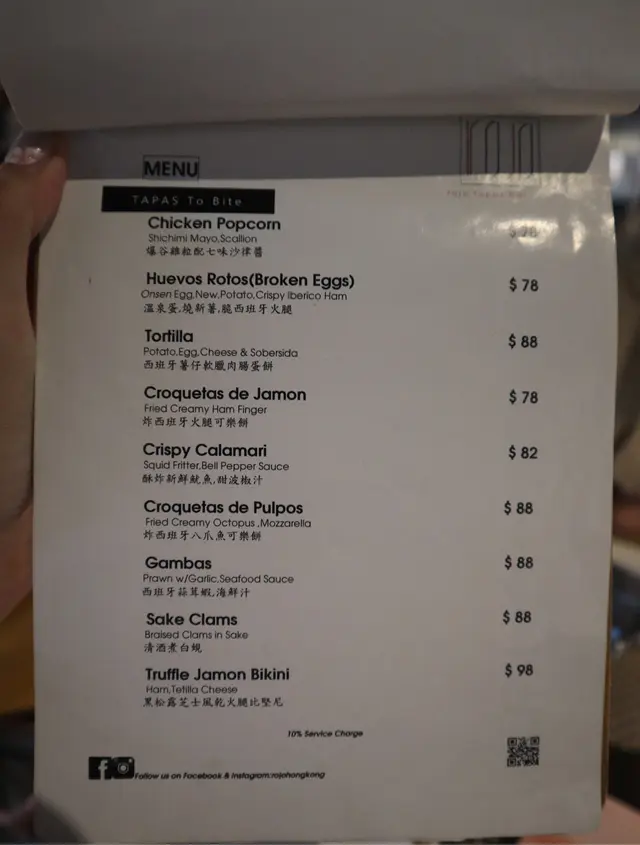 MENU
TAPAS To Bite
Chicken Popcorn
Shichimi Mayo,Scallion
爆谷雞粒配七味沙律醬
$ 78
Huevos Rotos(Broken Eggs)
Onsen Egg,New,Potato,Crispy Iberico Ham
溫泉蛋,燒新薯,脆西班牙火腿
$ 78
Tortilla
Potato,Egg,Cheese & Sobersida
西班牙薯仔軟臘肉腸蛋餅
$ 88
Croquetas de Jamon
Fried Creamy Ham Finger
炸西班牙火腿可樂餅
$ 78
Crispy Calamari
Squid Fritter,Bell Pepper Sauce
酥炸新鮮魷魚,甜波椒汁
$ 82
Croquetas de Pulpos
Fried Creamy Octopus ,Mozzarella
炸西班牙八爪魚可樂餅
$ 88
Gambas
Prawn w/Garlic,Seafood Sauce
西班牙蒜茸蝦,海鮮汁
$ 88
Sake Clams
Braised Clams in Sake
清酒煮白蜆
$ 88
Truffle Jamon Bikini
Ham,Tetilla Cheese
黑松露芝士風乾火腿比堅尼
$ 98
10% Service Charge
Follow us on Facebook & Instagram:rojohongkong